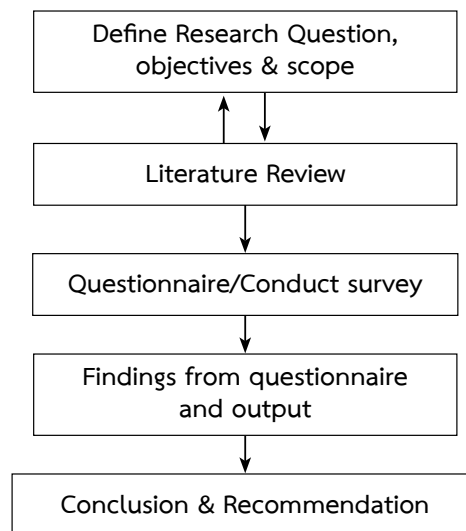 Define Research Question,
objectives & scope
Literature Review
Questionnaire/Conduct survey
Findings from questionnaire
and output
Conclusion & Recommendation